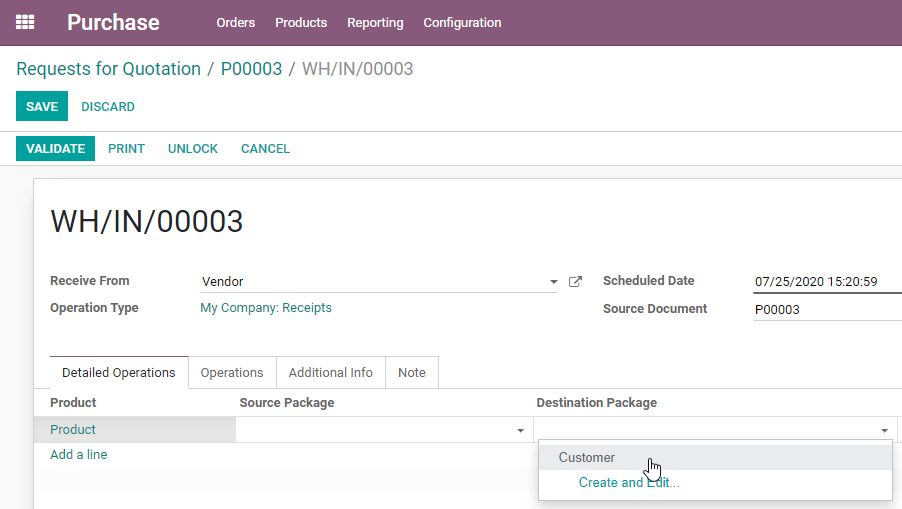 Purchase Orders Products Reporting Configuration
Requests for Quotation / P00003 / WH/IN/00003
SAVE DISCARD
VALIDATE PRINT UNLOCK CANCEL
WH/IN/00003
Receive From Vendor Scheduled Date 07/25/2020 15:20:59
Operation Type My Company: Receipts Source Document P00003
Detailed Operations Operations Additional Info Note
Product Source Package Destination Package
Product
Add a line
Customer
Create and Edit...